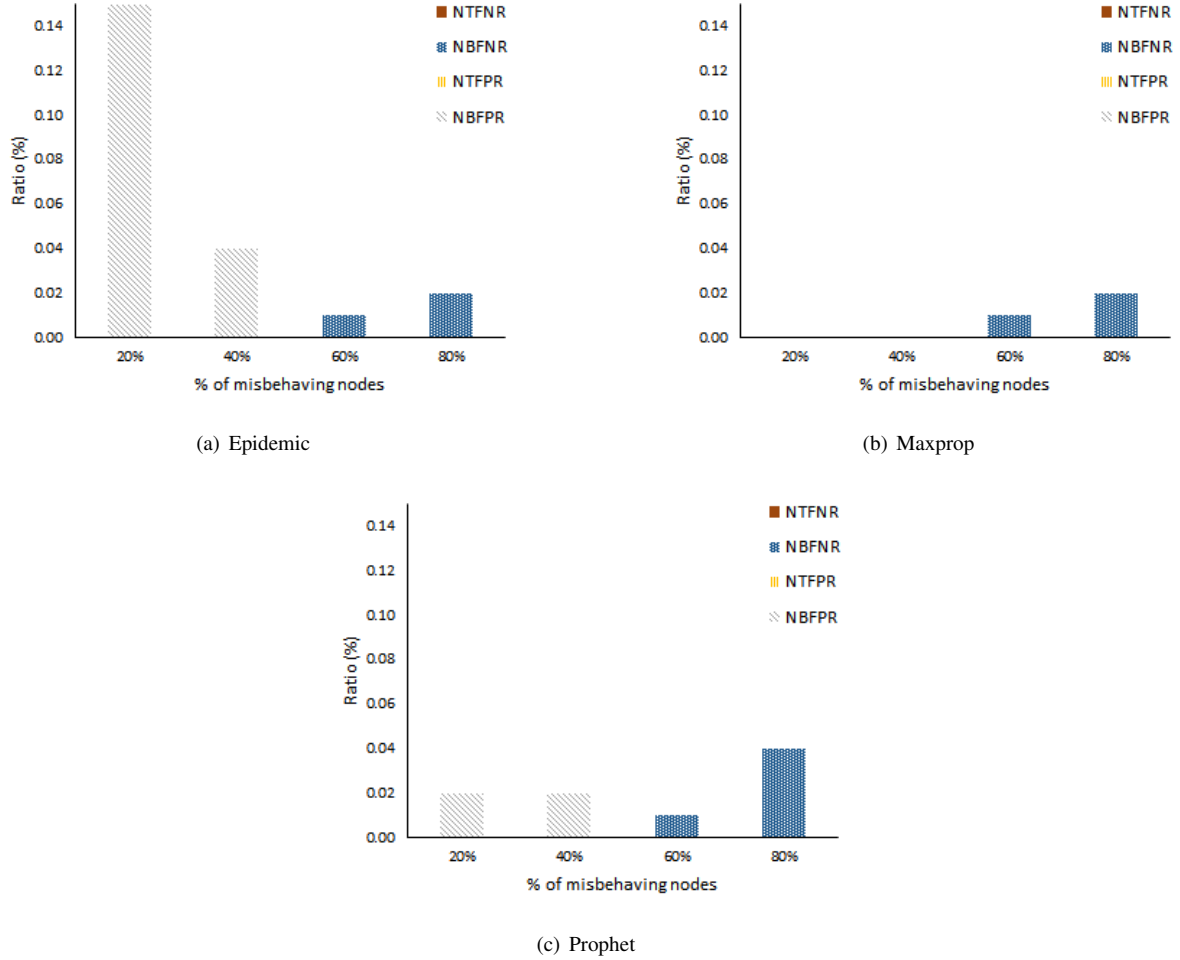 0.14
0.12
0.10
0.08
0.06
0.04
0.02
0.00
Ratio (%)
NTFNR
NBFNR
NTFPR
NBFPR
20% 40% 60% 80%
% of misbehaving nodes
(a) Epidemic
0.14
0.12
0.10
0.08
0.06
0.04
0.02
0.00
Ratio (%)
NTFNR
NBFNR
NTFPR
NBFPR
20% 40% 60% 80%
% of misbehaving nodes
(b) Maxprop
0.14
0.12
0.10
0.08
0.06
0.04
0.02
0.00
Ratio (%)
NTFNR
NBFNR
NTFPR
NBFPR
20% 40% 60% 80%
% of misbehaving nodes
(c) Prophet